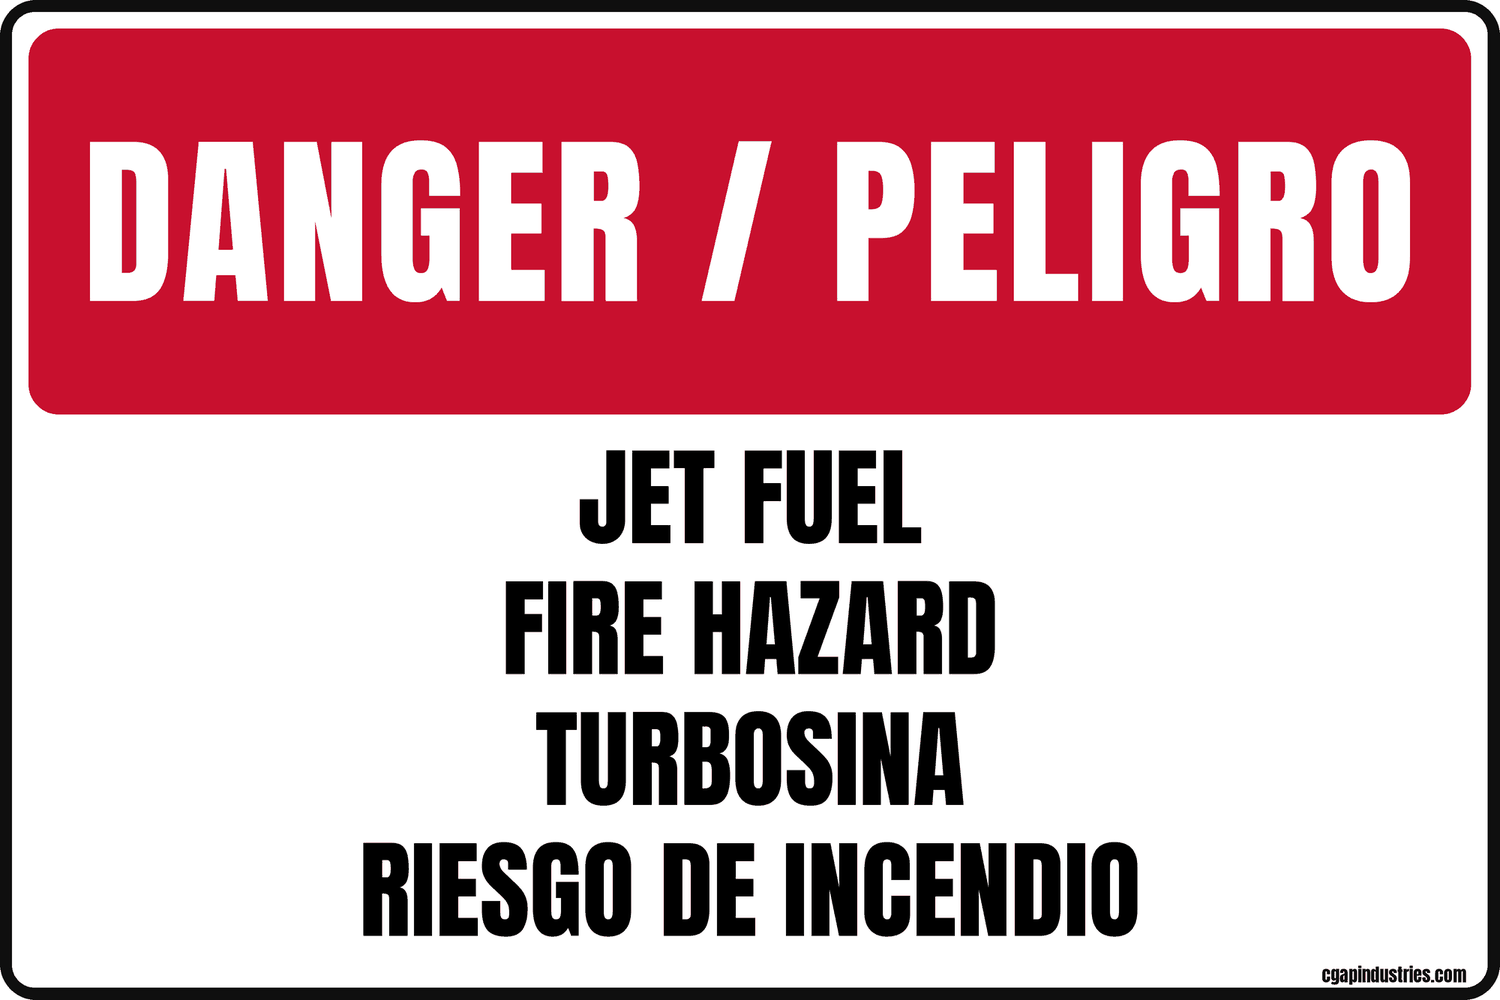 DANGER / PELIGRO
JET FUEL
FIRE HAZARD
TURBOSINA
RIESGO DE INCENDIO
cgapindustries.com